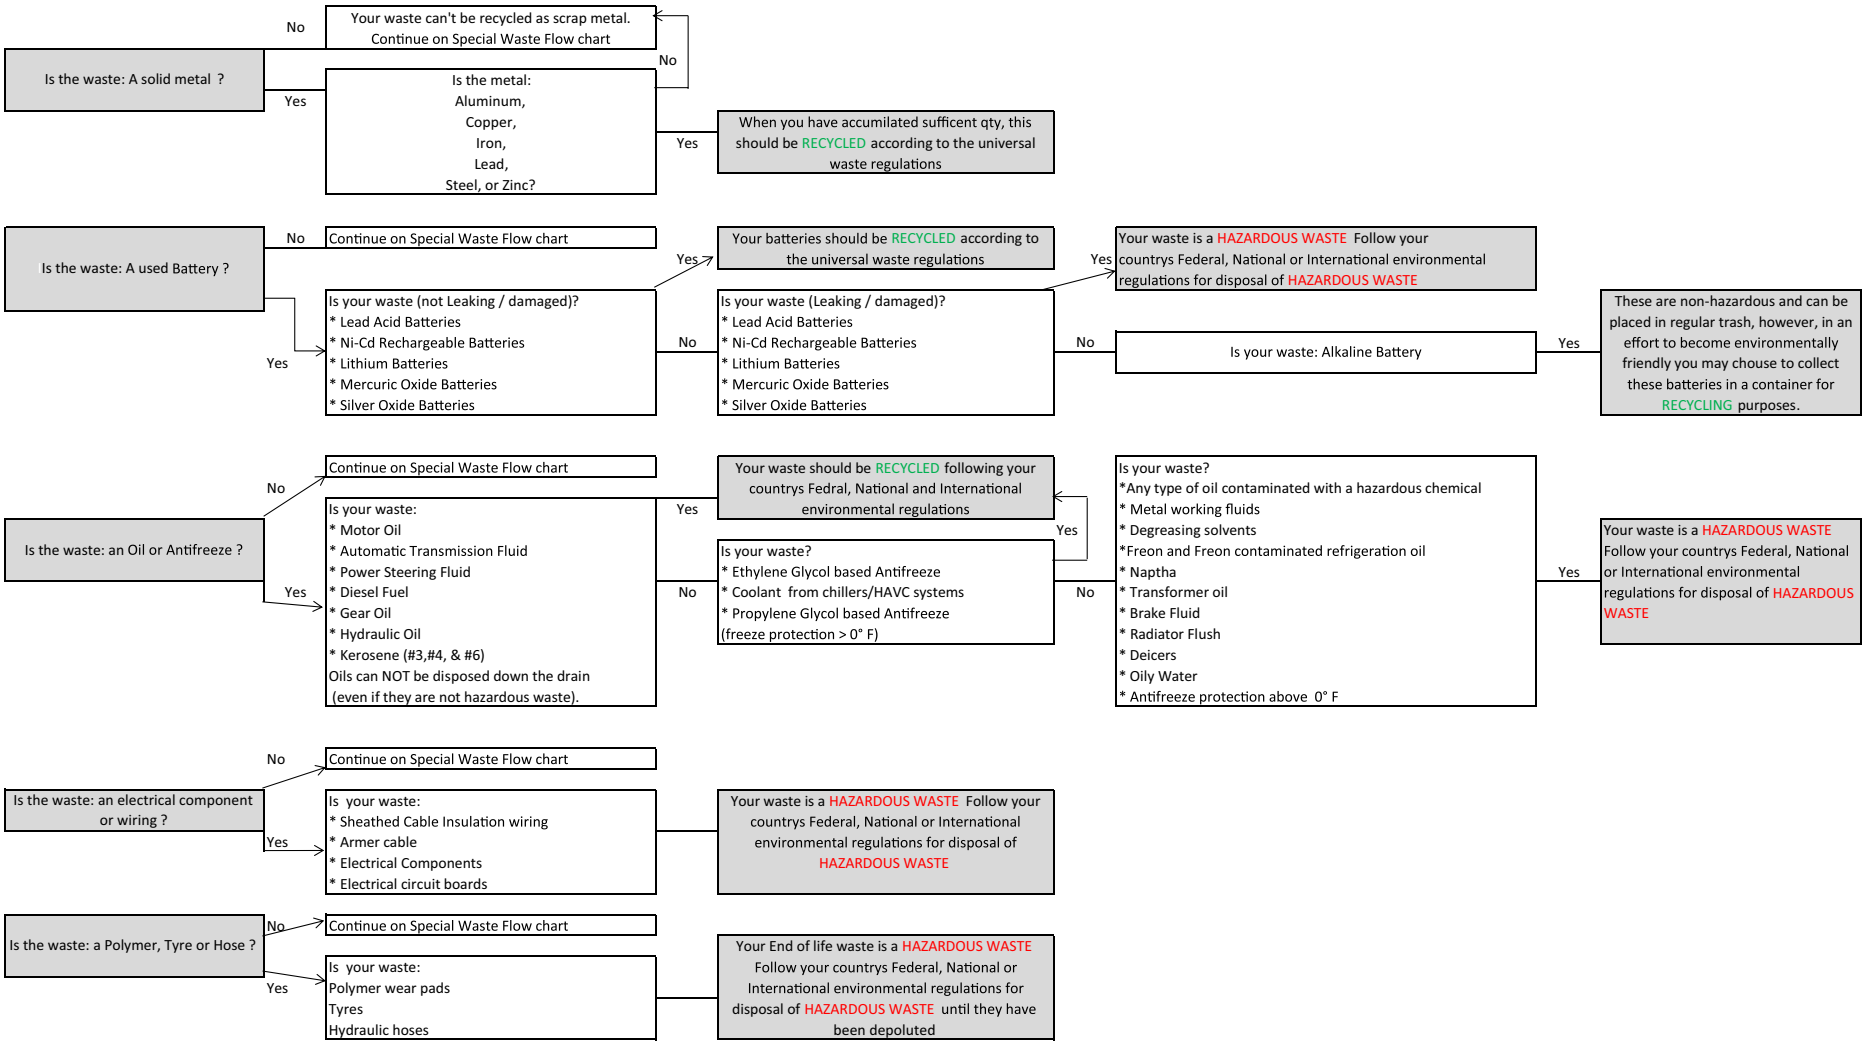 No
Your waste can't be recycled as scrap metal.
Continue on Special Waste Flow chart
No
Is the waste: A solid metal ?
Yes
Is the metal:
Aluminum,
Copper,
Iron,
Lead,
Steel, or Zinc?
Yes
When you have accumilated sufficent qty, this
should be RECYCLED according to the universal
waste regulations
Is the waste: A used Battery ?
No
Continue on Special Waste Flow chart
Yes
Is your waste (not Leaking / damaged)?
* Lead Acid Batteries
* Ni-Cd Rechargeable Batteries
* Lithium Batteries
* Mercuric Oxide Batteries
* Silver Oxide Batteries
Yes
Your batteries should be RECYCLED according to
the universal waste regulations
No
Is your waste (Leaking / damaged)?
* Lead Acid Batteries
* Ni-Cd Rechargeable Batteries
* Lithium Batteries
* Mercuric Oxide Batteries
* Silver Oxide Batteries
Yes
Your waste is a HAZARDOUS WASTE Follow your
countrys Federal, National or International environmental
regulations for disposal of HAZARDOUS WASTE
No
Is your waste: Alkaline Battery
Yes
These are non-hazardous and can be
placed in regular trash, however, in an
effort to become environmentally
friendly you may chouse to collect
these batteries in a container for
RECYCLING purposes.
Is the waste: an Oil or Antifreeze ?
No
Continue on Special Waste Flow chart
Yes
Is your waste:
* Motor Oil
* Automatic Transmission Fluid
* Power Steering Fluid
* Diesel Fuel
* Gear Oil
* Hydraulic Oil
* Kerosene (#3,#4, & #6)
Oils can NOT be disposed down the drain
(even if they are not hazardous waste).
Yes
Your waste should be RECYCLED following your
countrys Fedral, National and International
environmental regulations
No
Is your waste?
* Ethylene Glycol based Antifreeze
* Coolant from chillers/HAVC systems
* Propylene Glycol based Antifreeze
(freeze protection > 0° F)
Yes
No
Is your waste?
*Any type of oil contaminated with a hazardous chemical
* Metal working fluids
* Degreasing solvents
*Freon and Freon contaminated refrigeration oil
* Naptha
* Transformer oil
* Brake Fluid
* Radiator Flush
* Deicers
* Oily Water
* Antifreeze protection above 0° F
Yes
Your waste is a HAZARDOUS WASTE
Follow your countrys Federal, National
or International environmental
regulations for disposal of HAZARDOUS
WASTE
Is the waste: an electrical component
or wiring ?
No
Continue on Special Waste Flow chart
Yes
Is your waste:
* Sheathed Cable Insulation wiring
* Armer cable
* Electrical Components
* Electrical circuit boards
Your waste is a HAZARDOUS WASTE Follow your
countrys Federal, National or International
environmental regulations for disposal of
HAZARDOUS WASTE
Is the waste: a Polymer, Tyre or Hose ?
No
Continue on Special Waste Flow chart
Yes
Is your waste:
Polymer wear pads
Tyres
Hydraulic hoses
Your End of life waste is a HAZARDOUS WASTE
Follow your countrys Federal, National or
International environmental regulations for
disposal of HAZARDOUS WASTE until they have
been depoluted